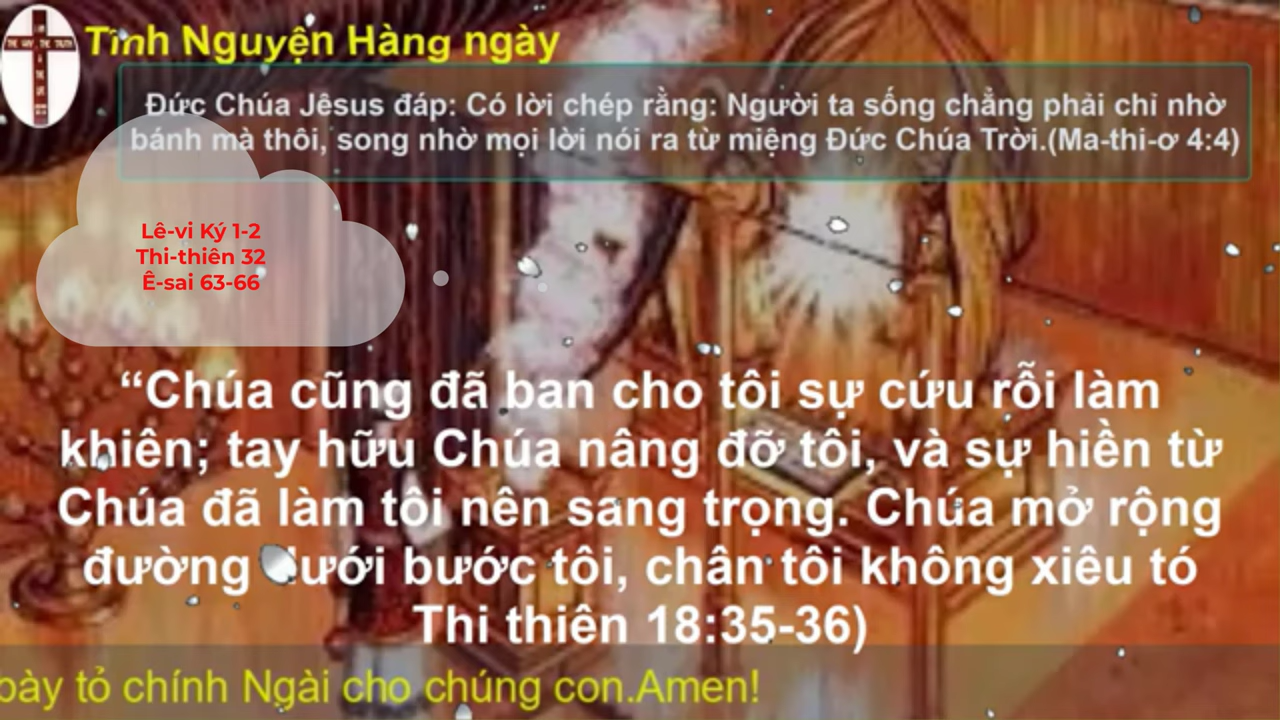 THE WAY, THE TRUTH
Tĩnh Nguyện Hàng ngày
Đức Chúa Jêsus đáp: Có lời chép rằng: Người ta sống chẳng phải chỉ nhờ
bánh mà thôi, song nhờ mọi lời nói ra từ miệng Đức Chúa Trời.(Ma-thi-ơ 4:4)
Lê-vi Ký 1-2
Thi-thiên 32
Ê-sai 63-66
“Chúa cũng đã ban cho tôi sự cứu rỗi làm
khiên; tay hữu Chúa nâng đỡ tôi, và sự hiền từ
Chúa đã làm tôi nên sang trọng. Chúa mở rộng
đường dưới bước tôi, chân tôi không xiêu tó
Thi thiên 18:35-36)
bày tỏ chính Ngài cho chúng con.Amen!